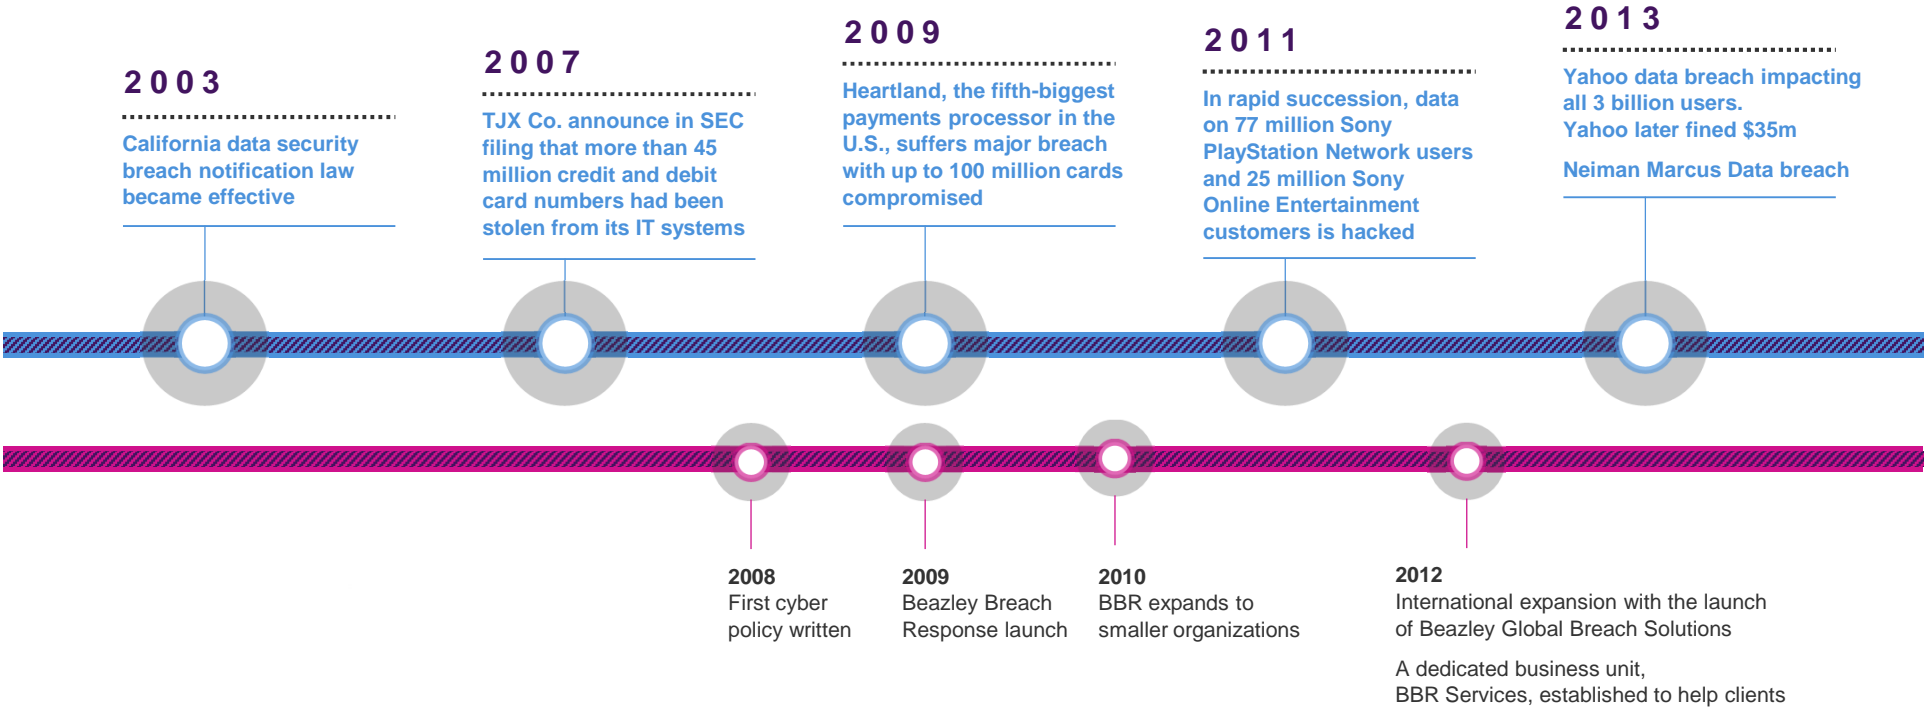 2003
California data security
breach notification law
became effective
2007
TJX Co. announce in SEC
filing that more than 45
million credit and debit
card numbers had been
stolen from its IT systems
2009
Heartland, the fifth-biggest
payments processor in the
U.S., suffers major breach
with up to 100 million cards
compromised
2011
In rapid succession, data
on 77 million Sony
PlayStation Network users
and 25 million Sony
Online Entertainment
customers is hacked
2013
Yahoo data breach impacting
all 3 billion users.
Yahoo later fined $35m
Neiman Marcus Data breach
2008
First cyber
policy written
2009
Beazley Breach
Response launch
2010
BBR expands to
smaller organizations
2012
International expansion with the launch
of Beazley Global Breach Solutions
A dedicated business unit,
BBR Services, established to help clients